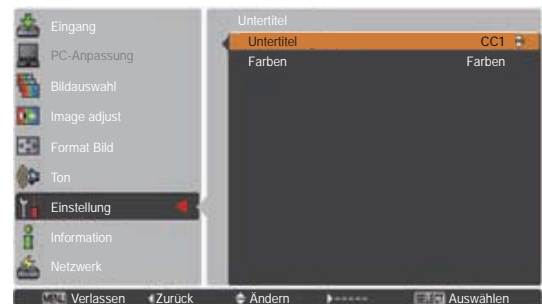 Eingang
PC-Anpassung
Bildauswahl
Image adjust
Format Bild
Ton
Einstellung
Information
Netzwerk
Untertitel
Untertitel CC1
Farben Farben
MENU Verlassen Zurück Ändern ----- Auswählen